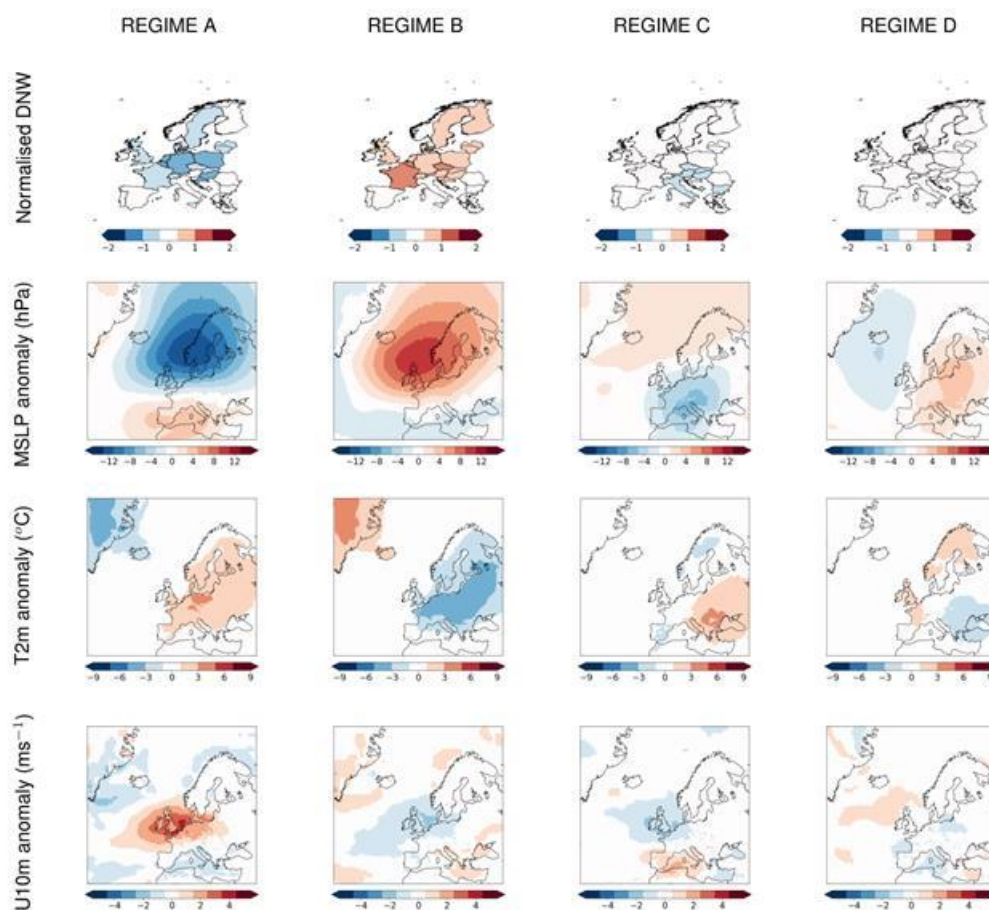 REGIME A REGIME B REGIME C REGIME D
Normalised DNW
−2 −1 0 1 2 −2 −1 0 1 2 −2 −1 0 1 2 −2 −1 0 1 2
MSLP anomaly (hPa)
−12 −8 −4 0 4 8 12 −12 −8 −4 0 4 8 12 −12 −8 −4 0 4 8 12 −12 −8 −4 0 4 8 12
T2m anomaly (°C)
−9 −6 −3 0 3 6 9 −9 −6 −3 0 3 6 9 −9 −6 −3 0 3 6 9 −9 −6 −3 0 3 6 9
U10m anomaly (ms⁻¹)
−4 −2 0 2 4 −4 −2 0 2 4 −4 −2 0 2 4 −4 −2 0 2 4